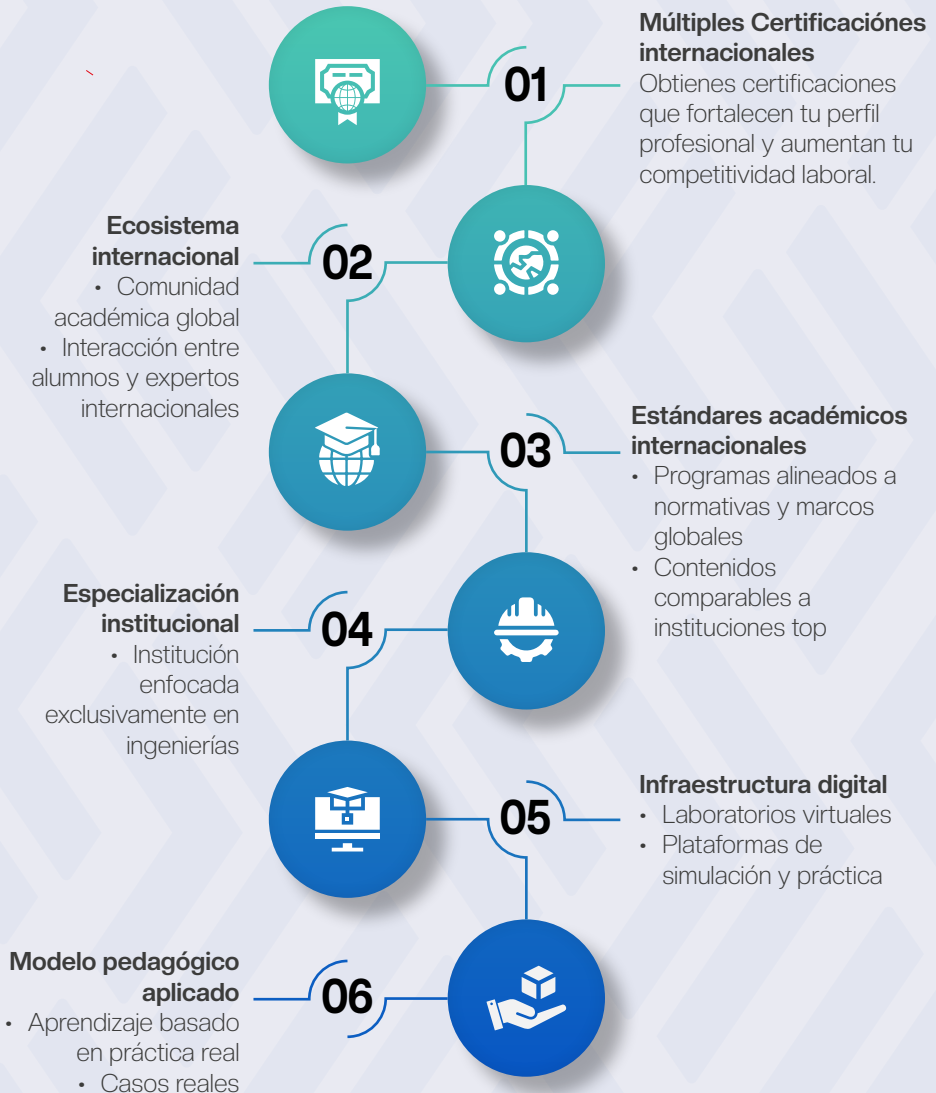 01
Múltiples Certificaciónes
internacionales
Obtienes certificaciones
que fortalecen tu perfil
profesional y aumentan tu
competitividad laboral.
02
Ecosistema
internacional
• Comunidad
académica global
• Interacción entre
alumnos y expertos
internacionales
03
Estándares académicos
internacionales
• Programas alineados a
normativas y marcos
globales
• Contenidos
comparables a
instituciones top
04
Especialización
institucional
• Institución
enfocada
exclusivamente en
ingenierías
05
Infraestructura digital
• Laboratorios virtuales
• Plataformas de
simulación y práctica
06
Modelo pedagógico
aplicado
• Aprendizaje basado
en práctica real
• Casos reales